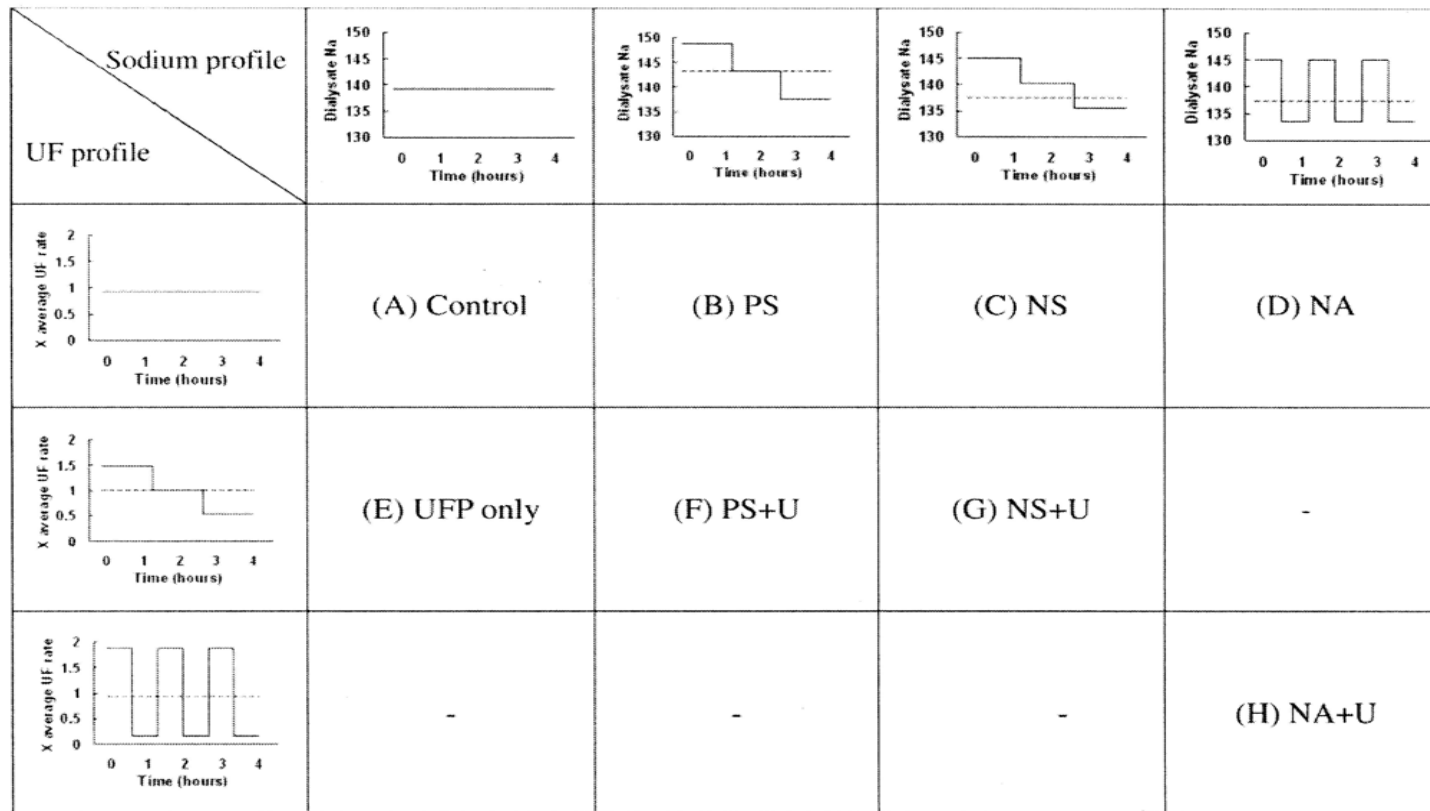 Sodium profile
UF profile
Dialysate Na
150
145
140
135
130
0 1 2 3 4
Time (hours)
Dialysate Na
150
145
140
135
130
0 1 2 3 4
Time (hours)
Dialysate Na
150
145
140
135
130
0 1 2 3 4
Time (hours)
Dialysate Na
150
145
140
135
130
0 1 2 3 4
Time (hours)
X average UF rate
2
1.5
1
0.5
0
0 1 2 3 4
Time (hours)
(A) Control
(B) PS
(C) NS
(D) NA
X average UF rate
2
1.5
1
0.5
0
0 1 2 3 4
Time (hours)
(E) UFP only
(F) PS+U
(G) NS+U
-
X average UF rate
2
1.5
1
0.5
0
0 1 2 3 4
Time (hours)
-
-
-
(H) NA+U